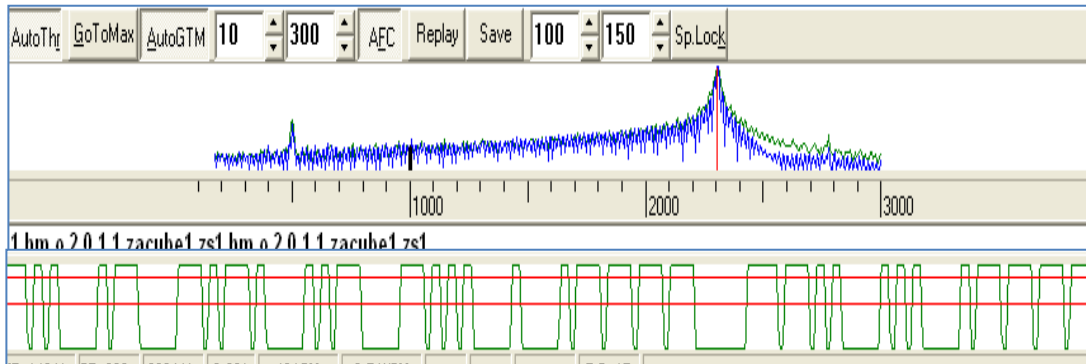 AutoThr GoToMax AutoGTM 10 300 AFC Replay Save 100 150 Sp.Lock
1000 2000 3000
1 hm o 2 0 1 1 zacube1 zs1 hm o 2 0 1 1 zacube1 zs1